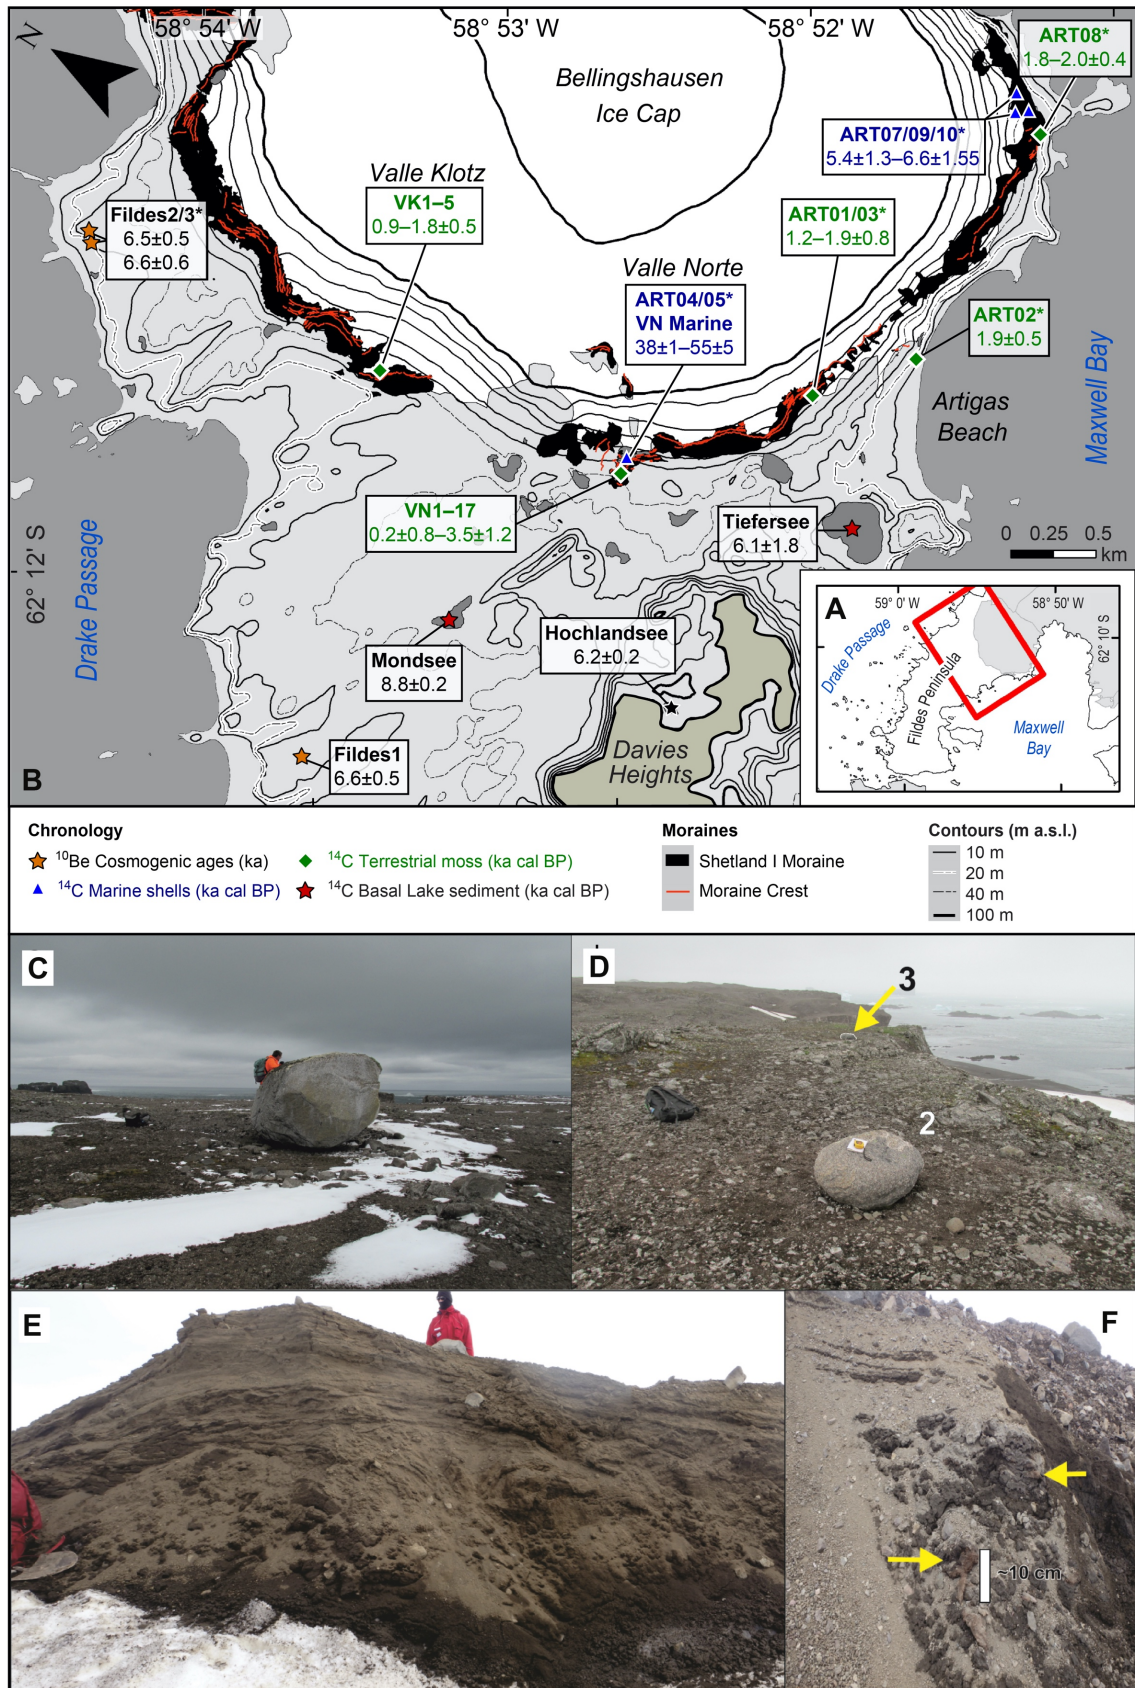 58° 54' W
58° 53' W
58° 52' W
N
Bellingshausen
Ice Cap
ART08*
1.8–2.0±0.4
ART07/09/10*
5.4±1.3–6.6±1.55
Valle Klotz
VK1–5
0.9–1.8±0.5
Fildes2/3*
6.5±0.5
6.6±0.6
ART01/03*
1.2–1.9±0.8
Valle Norte
ART04/05*
VN Marine
38±1–55±5
ART02*
1.9±0.5
Maxwell Bay
Artigas
Beach
VN1–17
0.2±0.8–3.5±1.2
Tiefersee
6.1±1.8
0 0.25 0.5
km
62° 12' S
Drake Passage
Hochlandsee
6.2±0.2
Mondsee
8.8±0.2
Fildes1
6.6±0.5
Davies
Heights
B
A
59° 0' W
58° 50' W
62° 10' S
Drake Passage
Fildes Peninsula
Maxwell
Bay
Chronology
10Be Cosmogenic ages (ka)
14C Terrestrial moss (ka cal BP)
14C Marine shells (ka cal BP)
14C Basal Lake sediment (ka cal BP)
Moraines
Shetland I Moraine
Moraine Crest
Contours (m a.s.l.)
10 m
20 m
40 m
100 m
C
D
3
2
E
F
~10 cm